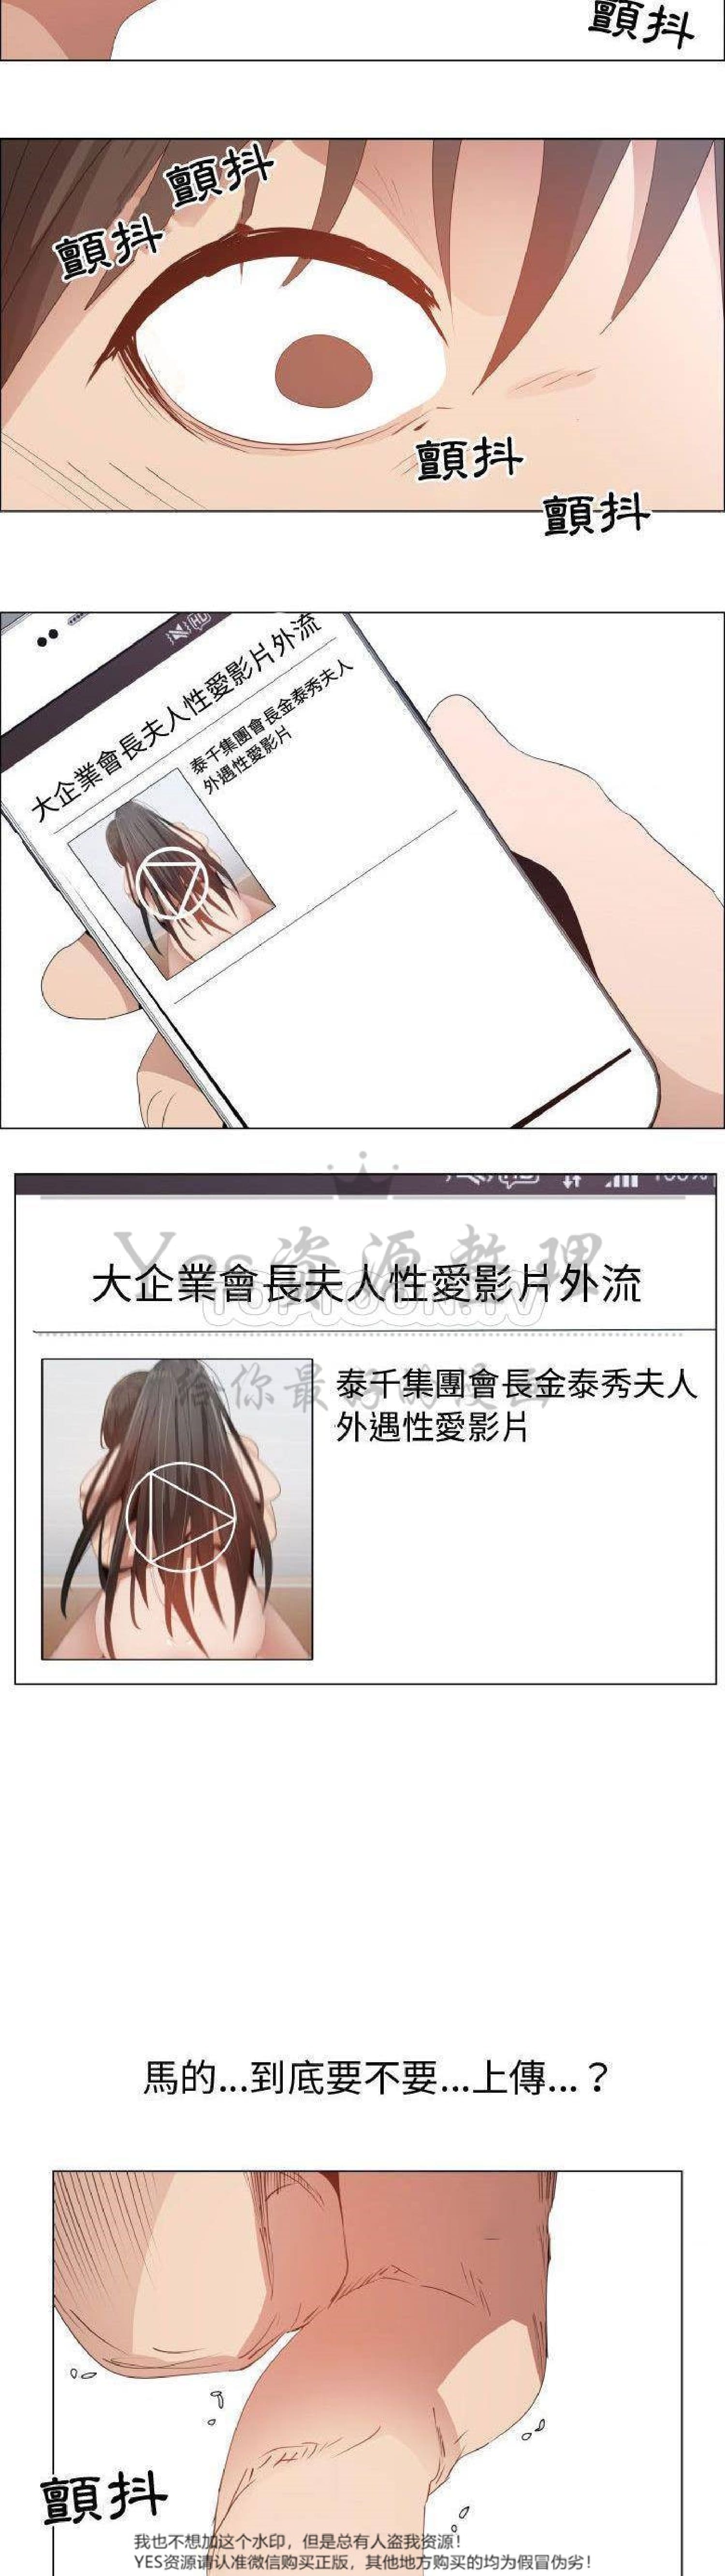 顫抖
顫抖
顫抖
顫抖
顫抖
HD
大企業會長夫人性愛影片外流
泰千集團會長金泰秀夫人
外遇性愛影片
100%
Yes资源整理
大企業會長夫人性愛影片外流
TOPTOON.TV
给你最好的漫画
泰千集團會長金泰秀夫人
外遇性愛影片
馬的...到底要不要...上傳...？
顫抖
我也不想加这个水印，但是总有人盗我资源！
YES资源请认准微信购买正版，其他地方购买的均为假冒伪劣！